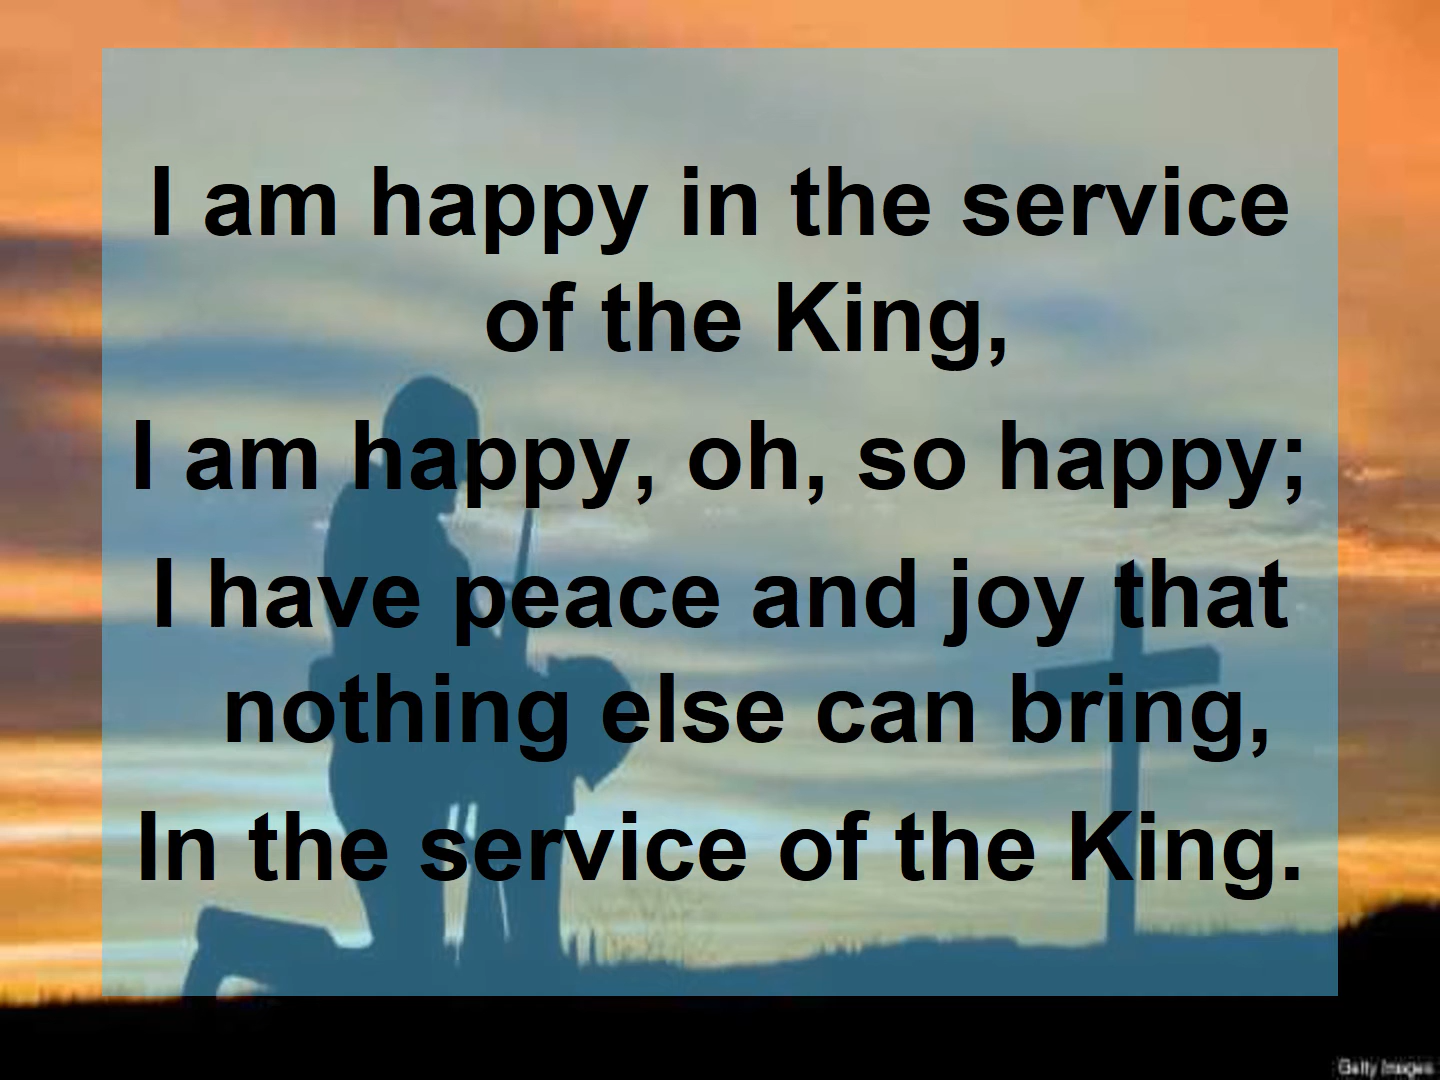 I am happy in the service
of the King,
I am happy, oh, so happy;
I have peace and joy that
nothing else can bring,
In the service of the King.
Getty Images